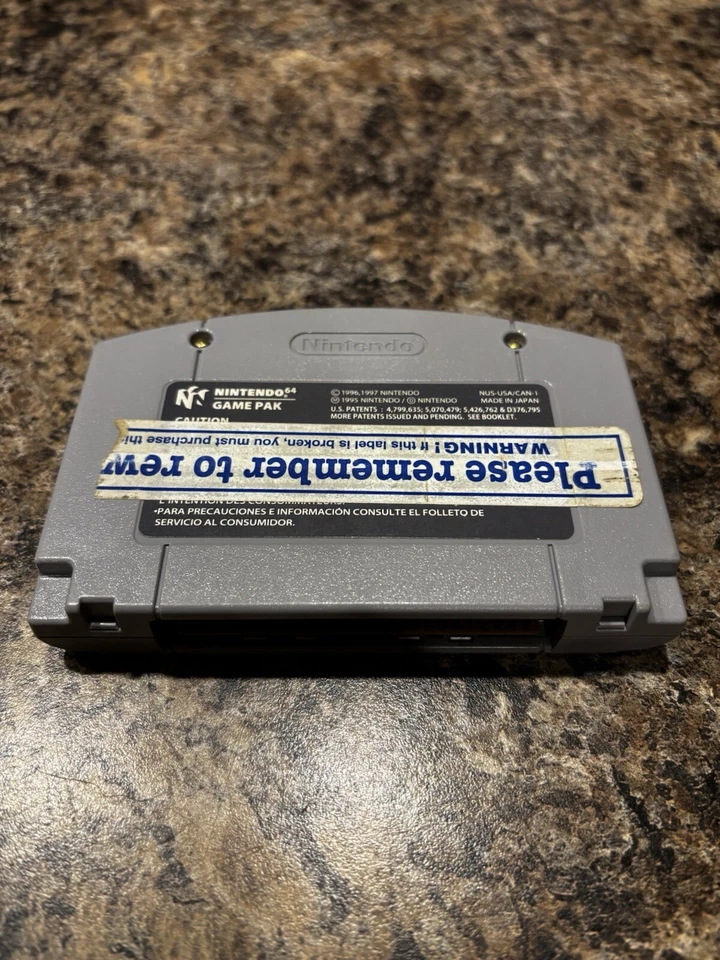 Nintendo
NINTENDO 64
GAME PAK
CAUTION
© 1996,1997 NINTENDO
Ⓜ 1995 NINTENDO / Ⓓ NINTENDO
U.S. PATENTS : 4,799,635; 5,070,479; 5,426,762 & D376,795
MORE PATENTS ISSUED AND PENDING. SEE BOOKLET.
NUS-USA/CAN-1
MADE IN JAPAN
Please remember to rew
WARNING! If this label is broken, you must purchase thi
•PARA PRECAUCIONES E INFORMACIÓN CONSULTE EL FOLLETO DE
SERVICIO AL CONSUMIDOR.